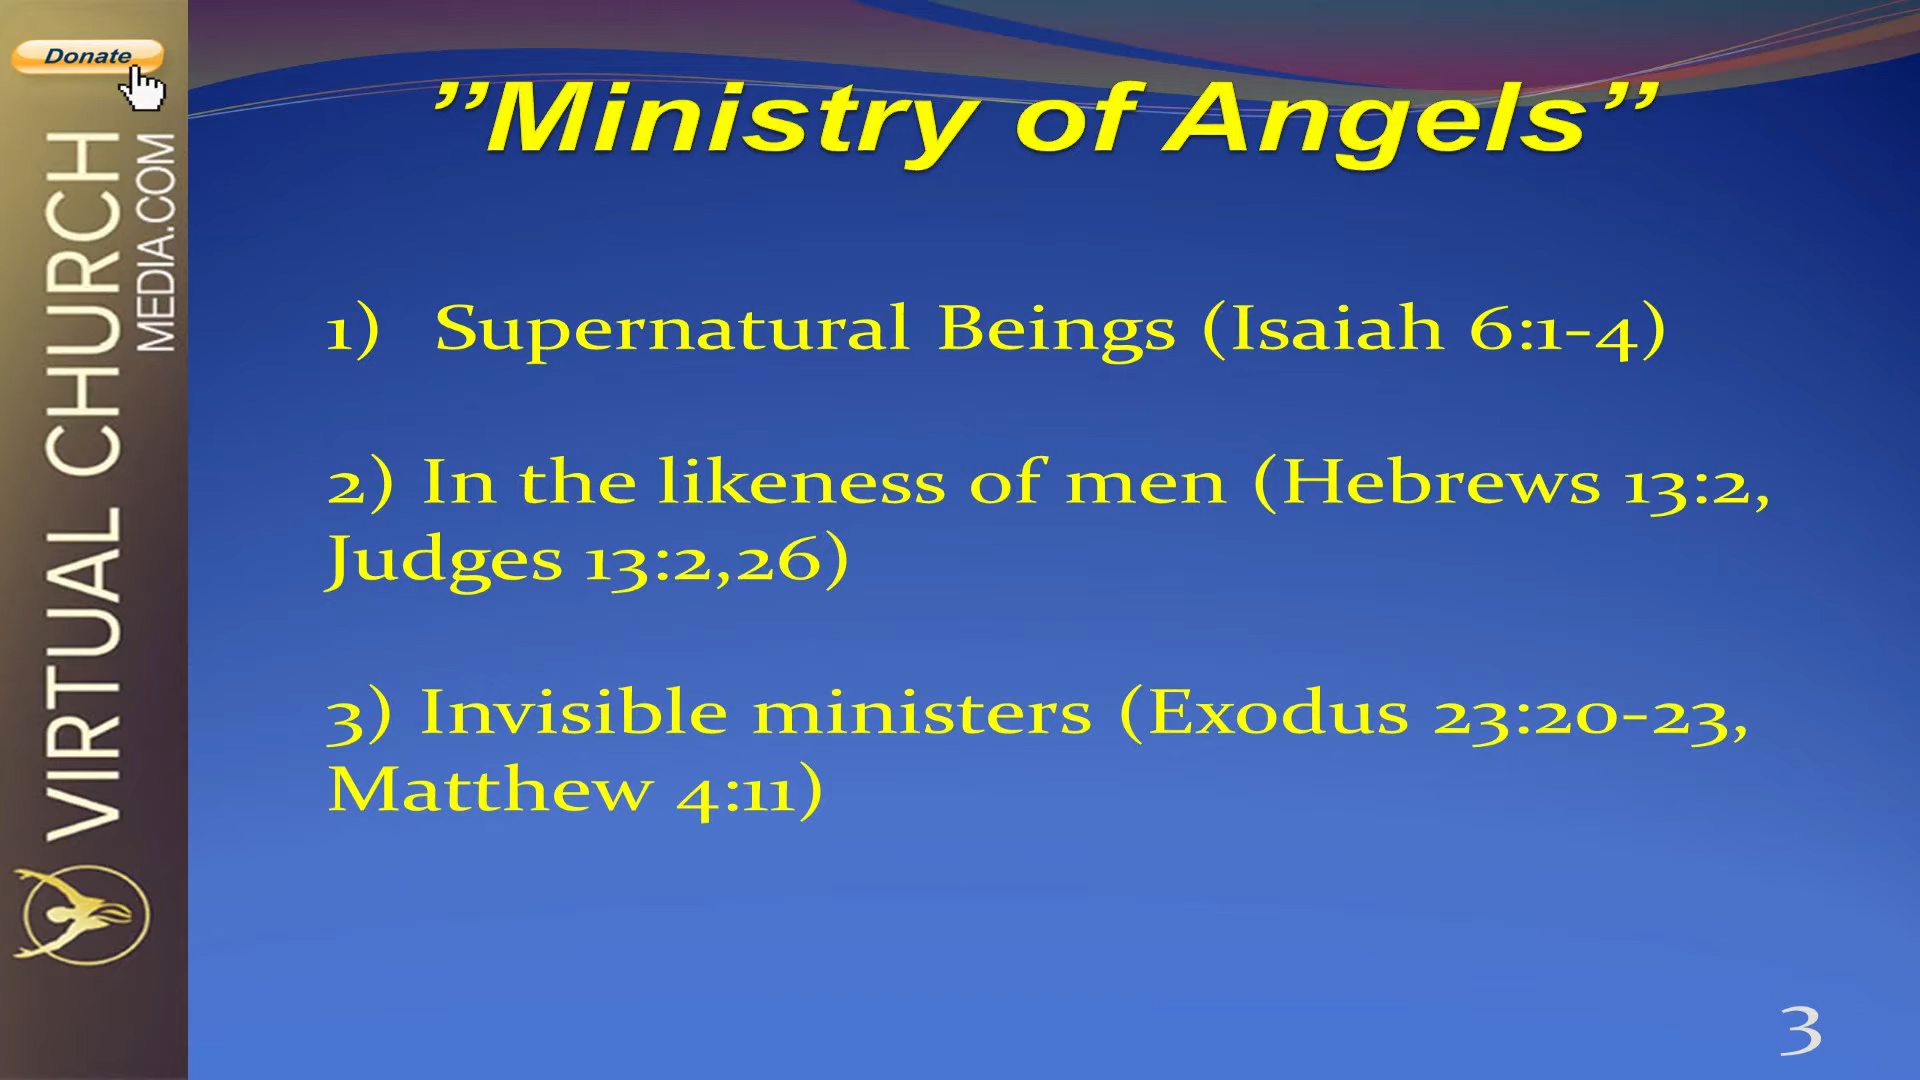 Donate
VIRTUAL CHURCH
MEDIA.COM
”Ministry of Angels”
1) Supernatural Beings (Isaiah 6:1-4)
2) In the likeness of men (Hebrews 13:2,
Judges 13:2,26)
3) Invisible ministers (Exodus 23:20-23,
Matthew 4:11)
3